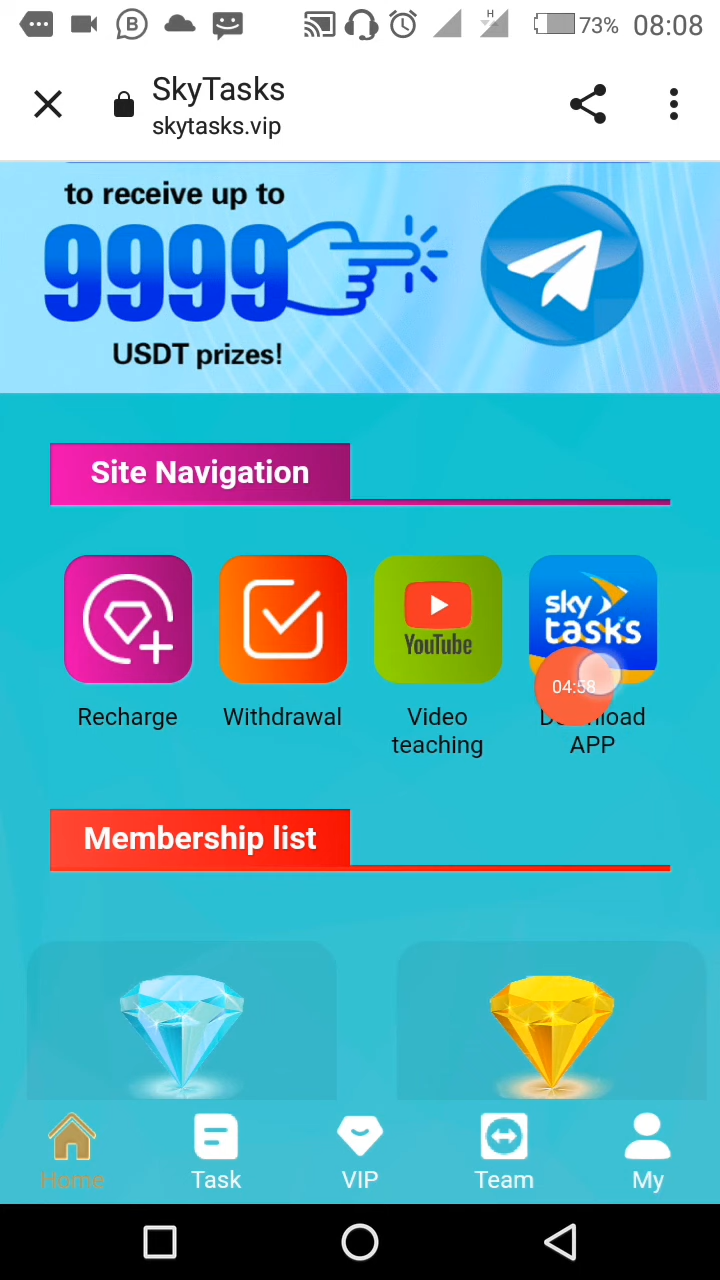 73% 08:08
SkyTasks
skytasks.vip
to receive up to
9999
USDT prizes!
Site Navigation
sky
tasks
YouTube
04:58
Recharge Withdrawal Video teaching APP
Membership list
Home Task VIP Team My